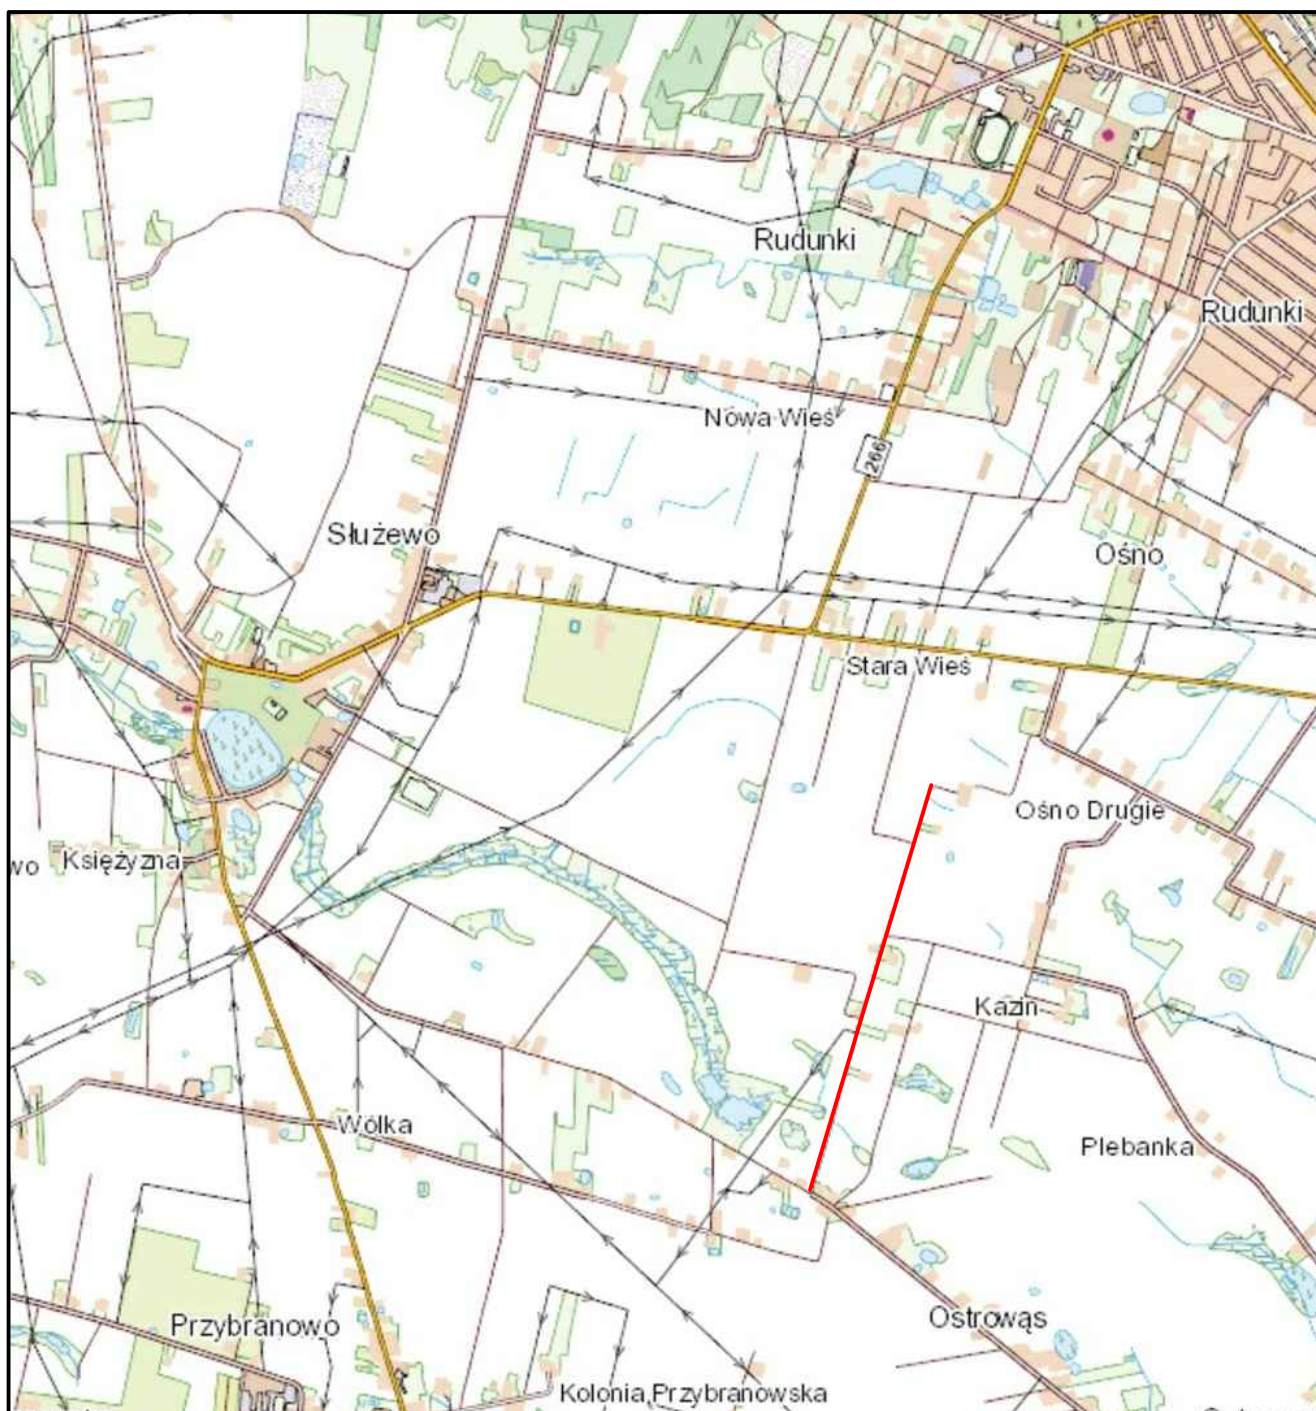 Rudunki
Rudunki
Nowa Wieś
266
Służewo
Ośno
Stara Wieś
Ośno Drugie
wo
Księżyzna
Kazin
Wólka
Plebanka
Ostrowąs
Przybranowo
Kolonia Przybranowska